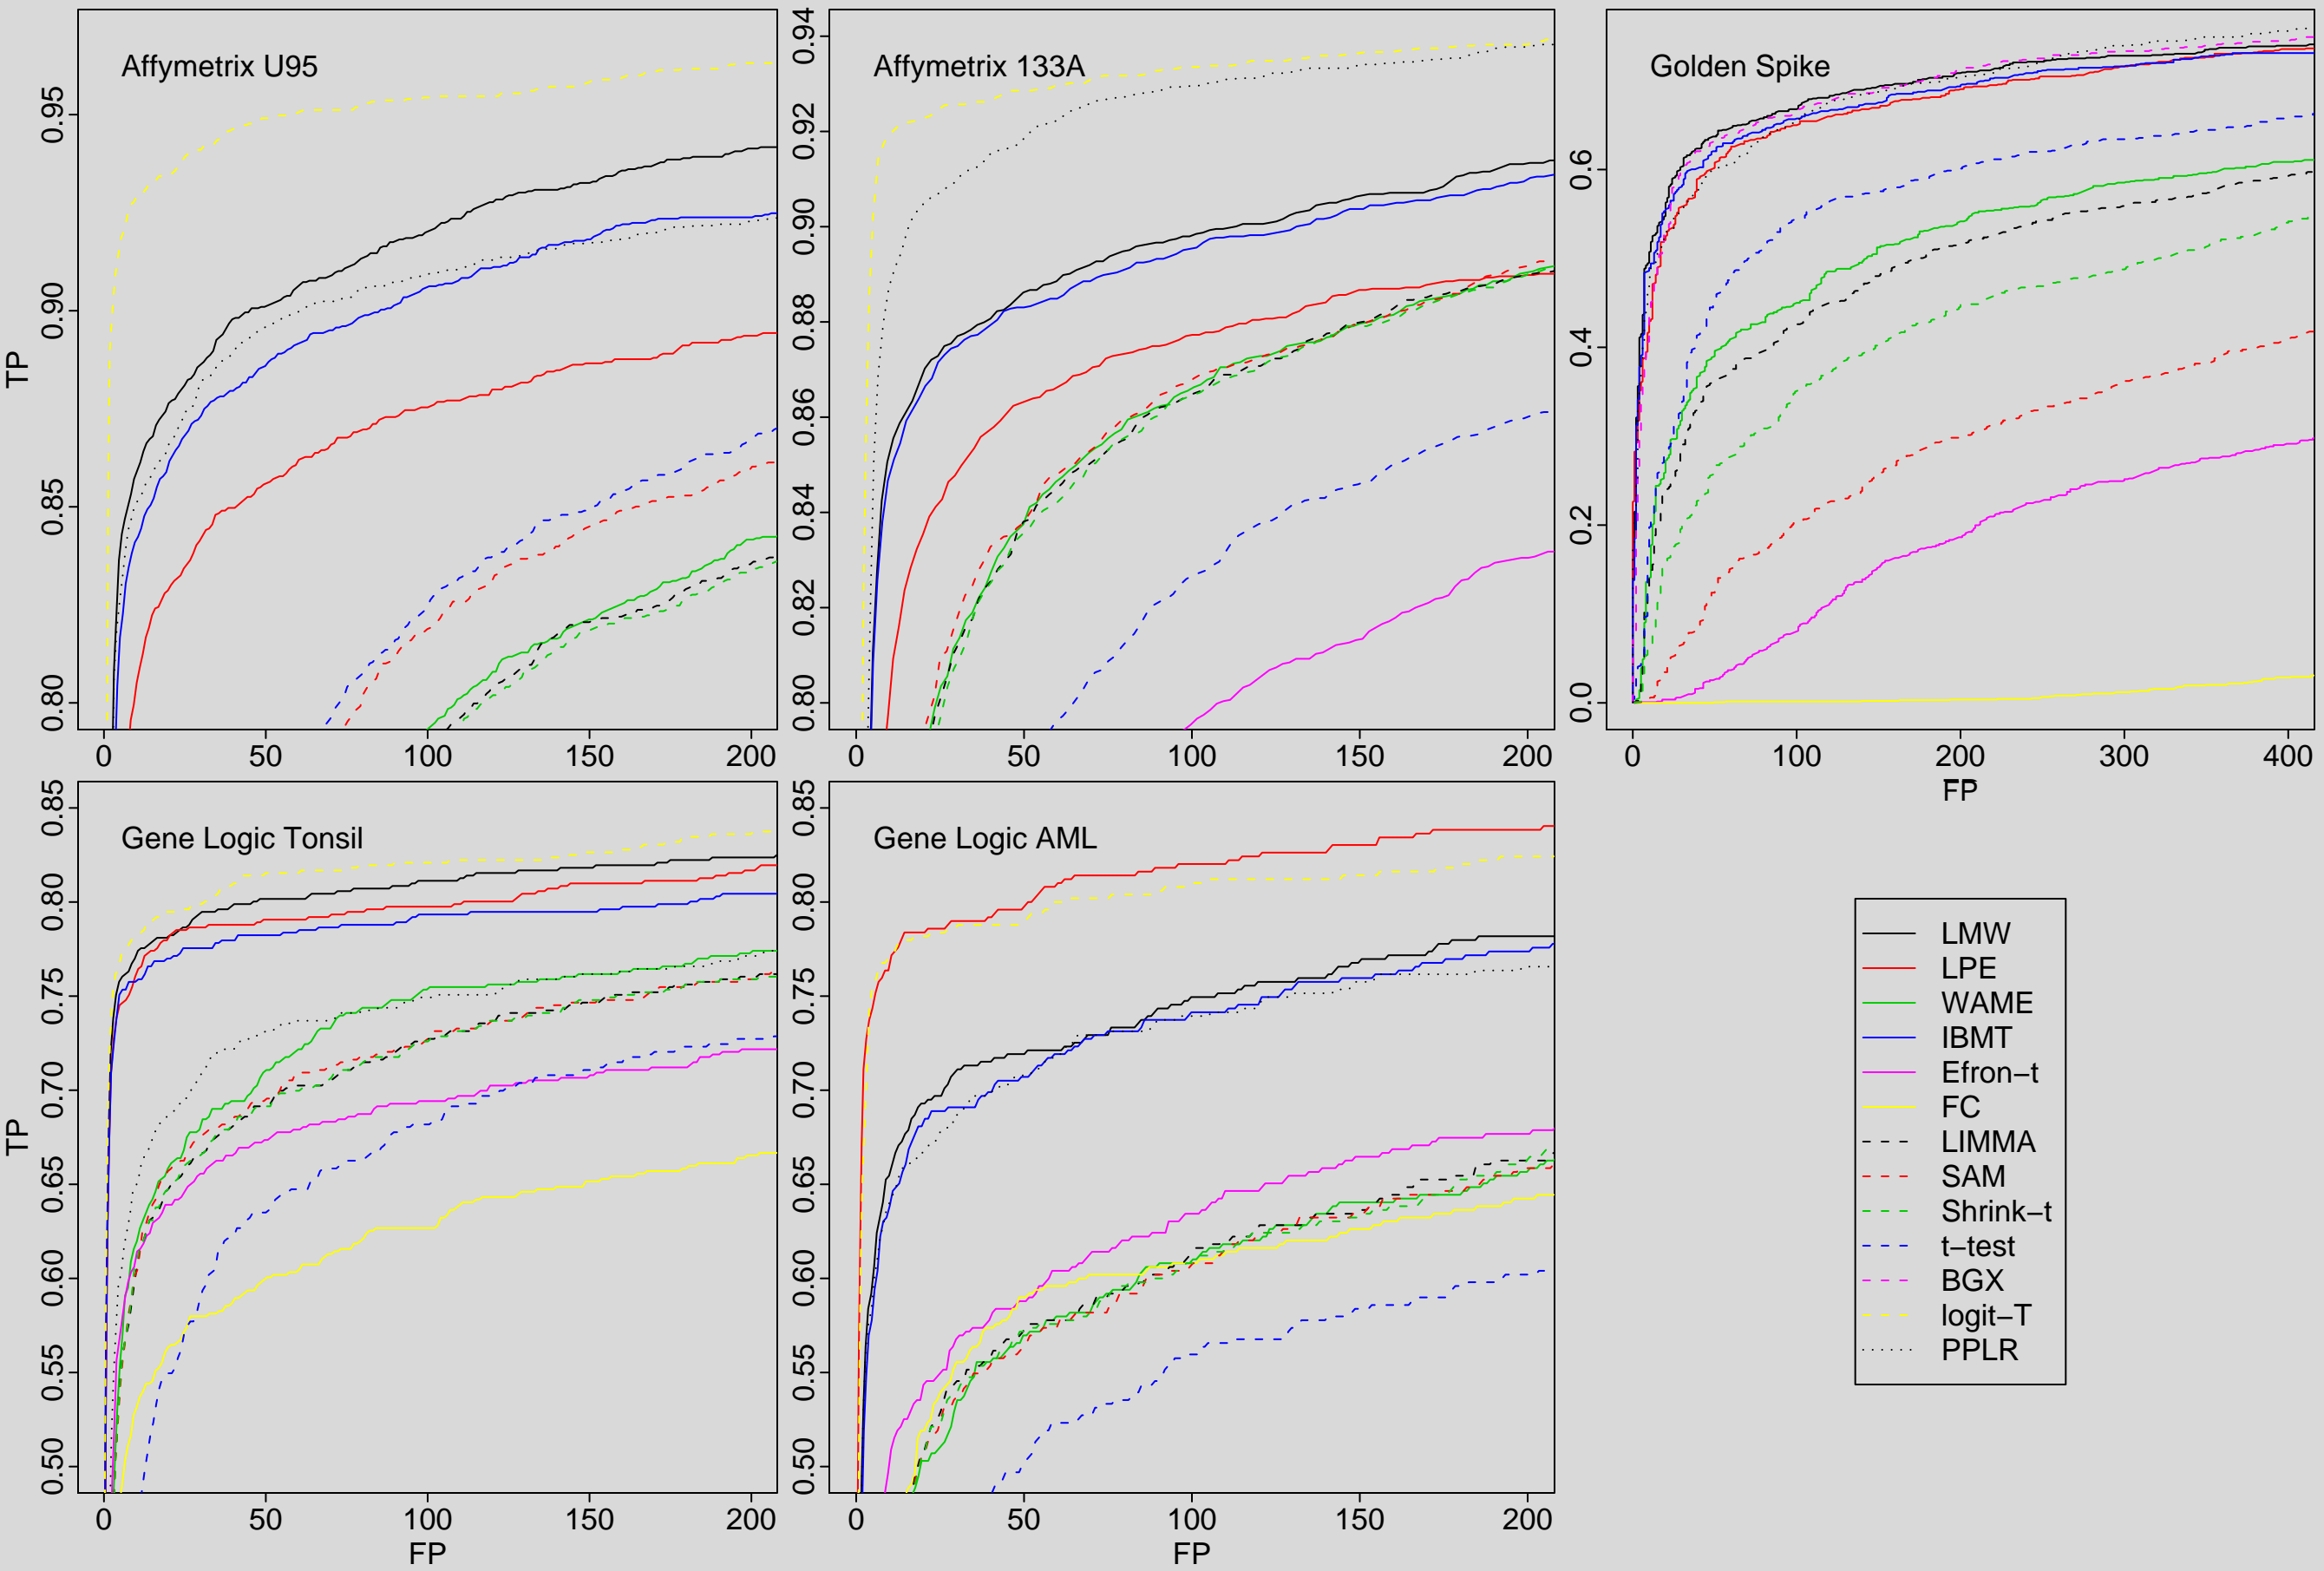 Affymetrix U95
TP
0.80 0.85 0.90 0.95
0 50 100 150 200
Affymetrix 133A
0.80 0.82 0.84 0.86 0.88 0.90 0.92 0.94
0 50 100 150 200
Golden Spike
0.0 0.2 0.4 0.6
0 100 200 300 400
FP
Gene Logic Tonsil
TP
0.50 0.55 0.60 0.65 0.70 0.75 0.80 0.85
0 50 100 150 200
FP
Gene Logic AML
0.50 0.55 0.60 0.65 0.70 0.75 0.80 0.85
0 50 100 150 200
FP
LMW
LPE
WAME
IBMT
Efron−t
FC
LIMMA
SAM
Shrink−t
t−test
BGX
logit−T
PPLR